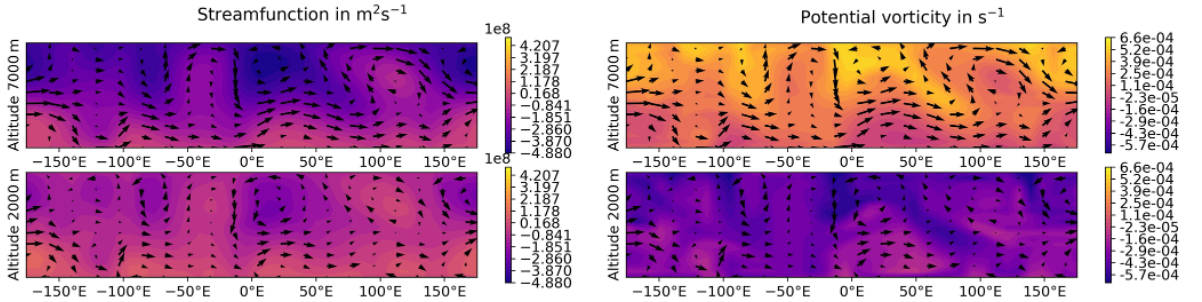 Streamfunction in m²s⁻¹
1e8
Altitude 7000 m
4.207
3.187
2.178
1.178
0.168
−0.841
−1.851
−2.860
−3.870
−4.880
−150°E −100°E −50°E 0°E 50°E 100°E 150°E
1e8
Altitude 2000 m
4.207
3.197
2.187
1.178
0.168
−0.841
−1.851
−2.860
−3.870
−4.880
−150°E −100°E −50°E 0°E 50°E 100°E 150°E
Potential vorticity in s⁻¹
Altitude 7000 m
6.6e-04
5.2e-04
3.9e-04
2.5e-04
1.1e-04
−2.3e-05
−1.6e-04
−2.9e-04
−4.3e-04
−5.7e-04
−150°E −100°E −50°E 0°E 50°E 100°E 150°E
Altitude 2000 m
6.6e-04
5.2e-04
3.9e-04
2.5e-04
1.1e-04
−2.3e-05
−1.6e-04
−2.9e-04
−4.3e-04
−5.7e-04
−150°E −100°E −50°E 0°E 50°E 100°E 150°E